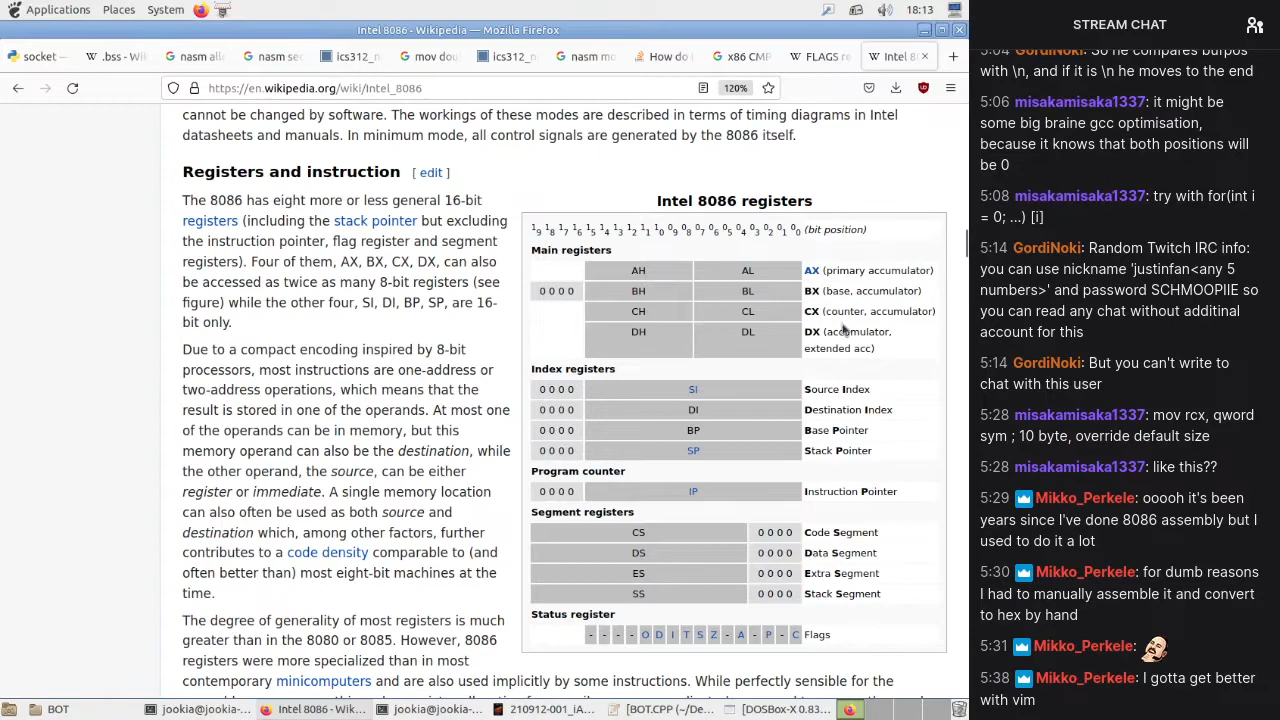 Applications Places System 18:13
Intel 8086 - Wikipedia — Mozilla Firefox
socket — .bss - Wi nasm all nasm sec ics312_n mov dou ics312_n nasm mo How do i x86 CMP FLAGS re Intel 8
https://en.wikipedia.org/wiki/Intel_8086 120%
cannot be changed by software. The workings of these modes are described in terms of timing diagrams in Intel
datasheets and manuals. In minimum mode, all control signals are generated by the 8086 itself.
Registers and instruction [ edit ]
The 8086 has eight more or less general 16-bit
registers (including the stack pointer but excluding
the instruction pointer, flag register and segment
registers). Four of them, AX, BX, CX, DX, can also
be accessed as twice as many 8-bit registers (see
figure) while the other four, SI, DI, BP, SP, are 16-
bit only.
Due to a compact encoding inspired by 8-bit
processors, most instructions are one-address or
two-address operations, which means that the
result is stored in one of the operands. At most one
of the operands can be in memory, but this
memory operand can also be the destination, while
the other operand, the source, can be either
register or immediate. A single memory location
can also often be used as both source and
destination which, among other factors, further
contributes to a code density comparable to (and
often better than) most eight-bit machines at the
time.
The degree of generality of most registers is much
greater than in the 8080 or 8085. However, 8086
registers were more specialized than in most
contemporary minicomputers and are also used implicitly by some instructions. While perfectly sensible for the
Intel 8086 registers
19 18 17 16 15 14 13 12 11 10 09 08 07 06 05 04 03 02 01 00 (bit position)
Main registers
AH AL AX (primary accumulator)
0 0 0 0 BH BL BX (base, accumulator)
CH CL CX (counter, accumulator)
DH DL DX (accumulator,
extended acc)
Index registers
0 0 0 0 SI Source Index
0 0 0 0 DI Destination Index
0 0 0 0 BP Base Pointer
0 0 0 0 SP Stack Pointer
Program counter
0 0 0 0 IP Instruction Pointer
Segment registers
CS 0 0 0 0 Code Segment
DS 0 0 0 0 Data Segment
ES 0 0 0 0 Extra Segment
SS 0 0 0 0 Stack Segment
Status register
- - - - O D I T S Z - A - P - C Flags
BOT jookia@jookia-... Intel 8086 - Wik... jookia@jookia-... 210912-001_iA... [BOT.CPP (~/De... [DOSBox-X 0.83...
STREAM CHAT
5:04 GordiNoki: So he compares bufpos
with \n, and if it is \n he moves to the end
5:06 misakamisaka1337: it might be
some big braine gcc optimisation,
because it knows that both positions will
be 0
5:08 misakamisaka1337: try with for(int i
= 0; ...) [i]
5:14 GordiNoki: Random Twitch IRC info:
you can use nickname 'justinfan<any 5
numbers>' and password SCHMOOPIIE so
you can read any chat without additinal
account for this
5:14 GordiNoki: But you can't write to
chat with this user
5:28 misakamisaka1337: mov rcx, qword
sym ; 10 byte, override default size
5:28 misakamisaka1337: like this??
5:29 Mikko_Perkele: ooooh it's been
years since I've done 8086 assembly but I
used to do it a lot
5:30 Mikko_Perkele: for dumb reasons
I had to manually assemble it and convert
to hex by hand
5:31 Mikko_Perkele:
5:38 Mikko_Perkele: I gotta get better
with vim